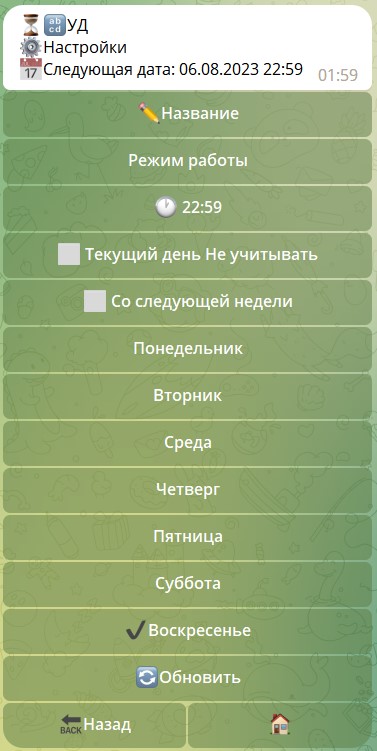 ⏳🔡УД
⚙️Настройки
📅Следующая дата: 06.08.2023 22:59
01:59
✏️Название
Режим работы
🕐 22:59
⬜ Текущий день Не учитывать
⬜ Со следующей недели
Понедельник
Вторник
Среда
Четверг
Пятница
Суббота
✔️Воскресенье
🔄Обновить
🔙Назад
🏠